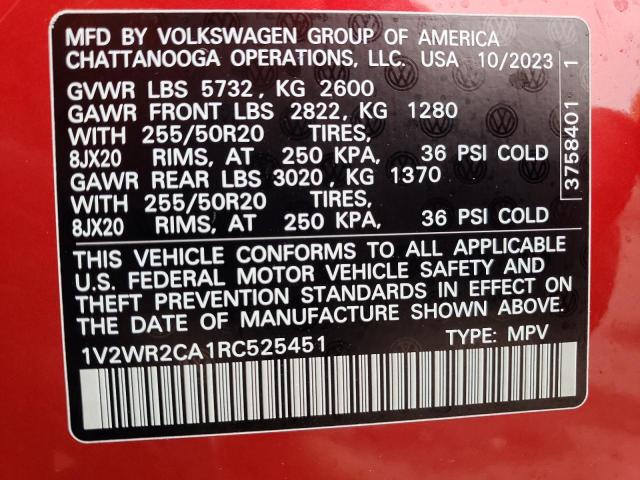 MFD BY VOLKSWAGEN GROUP OF AMERICA
CHATTANOOGA OPERATIONS, LLC. USA 10/2023
GVWR LBS 5732, KG 2600
GAWR FRONT LBS 2822, KG 1280
WITH 255/50R20 TIRES,
8JX20 RIMS, AT 250 KPA, 36 PSI COLD
GAWR REAR LBS 3020, KG 1370
WITH 255/50R20 TIRES,
8JX20 RIMS, AT 250 KPA, 36 PSI COLD
THIS VEHICLE CONFORMS TO ALL APPLICABLE
U.S. FEDERAL MOTOR VEHICLE SAFETY AND
THEFT PREVENTION STANDARDS IN EFFECT ON
THE DATE OF MANUFACTURE SHOWN ABOVE.
1V2WR2CA1RC525451 TYPE: MPV
3758401 1